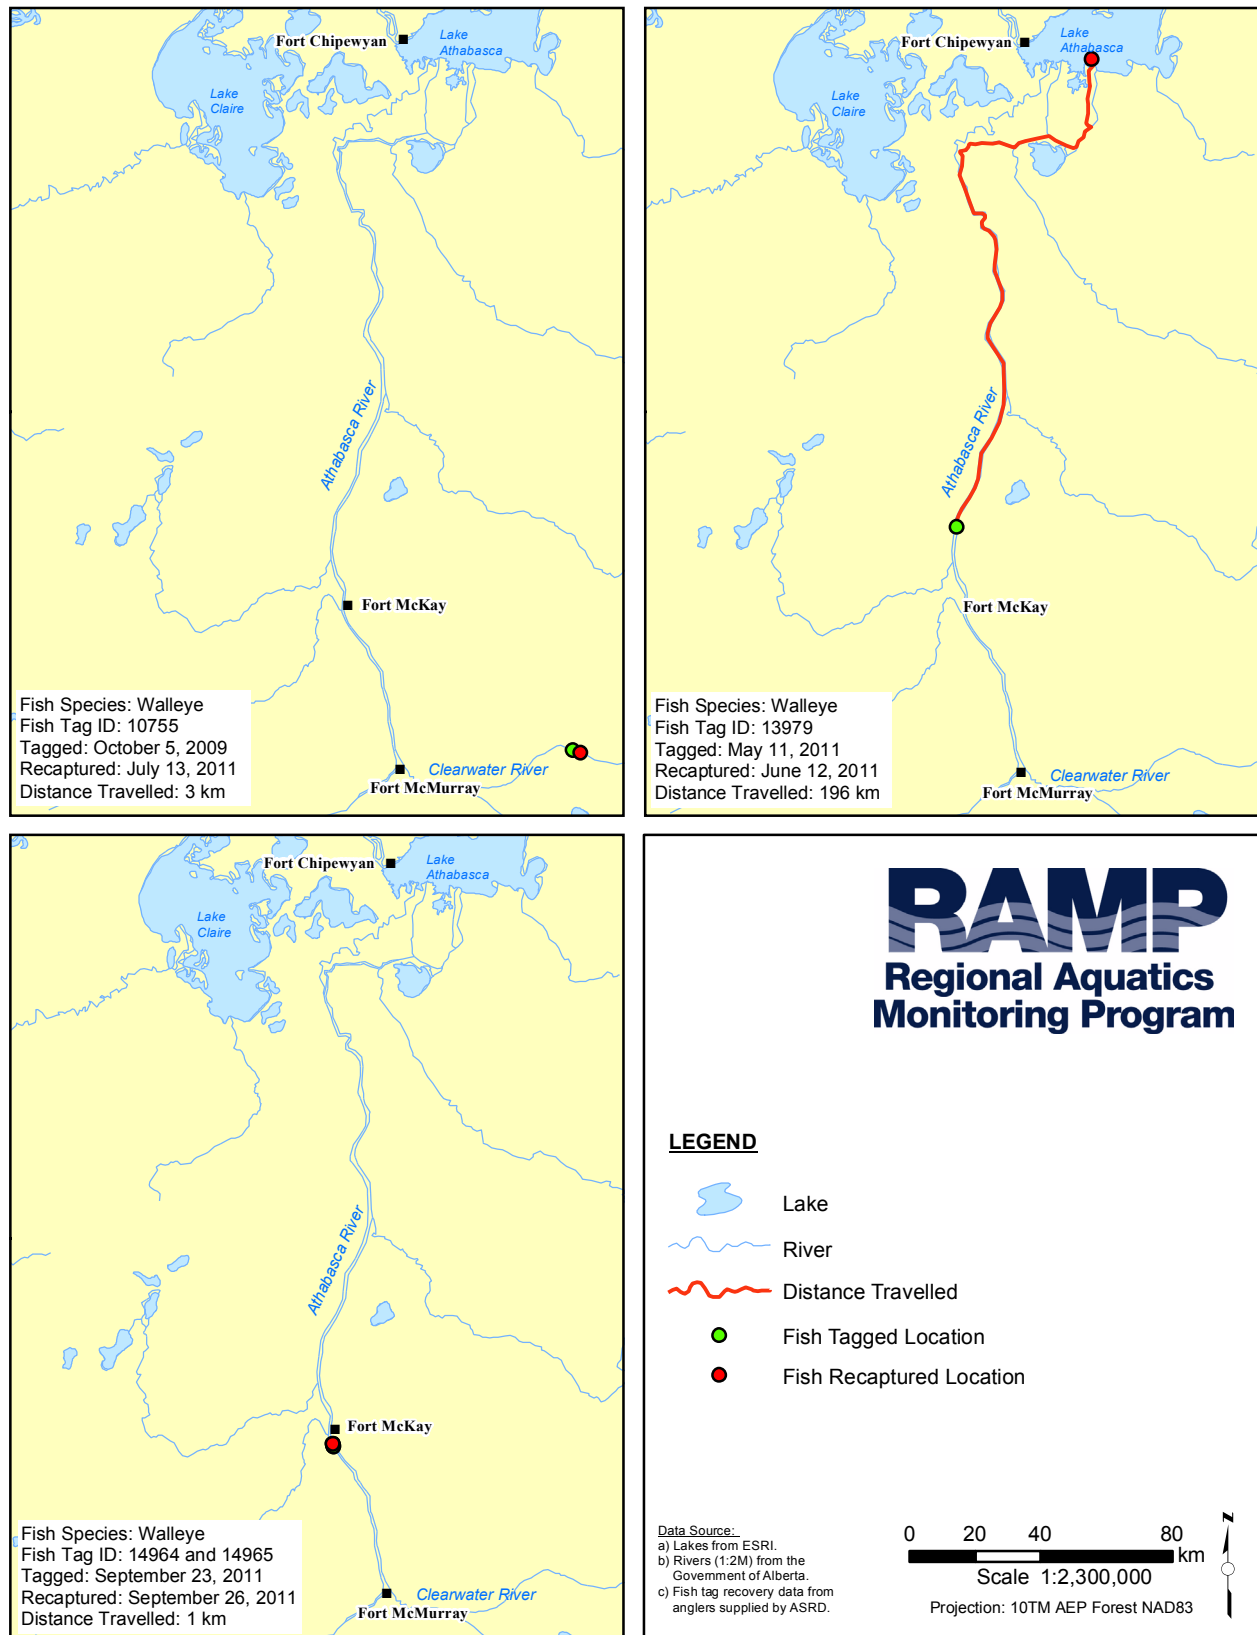 Fort Chipewyan
Lake
Athabasca
Lake
Claire
Athabasca River
Fort McKay
Clearwater River
Fort McMurray
Fish Species: Walleye
Fish Tag ID: 10755
Tagged: October 5, 2009
Recaptured: July 13, 2011
Distance Travelled: 3 km
Fort Chipewyan
Lake
Athabasca
Lake
Claire
Athabasca River
Fort McKay
Clearwater River
Fort McMurray
Fish Species: Walleye
Fish Tag ID: 13979
Tagged: May 11, 2011
Recaptured: June 12, 2011
Distance Travelled: 196 km
Fort Chipewyan
Lake
Athabasca
Lake
Claire
Athabasca River
Fort McKay
Clearwater River
Fort McMurray
Fish Species: Walleye
Fish Tag ID: 14964 and 14965
Tagged: September 23, 2011
Recaptured: September 26, 2011
Distance Travelled: 1 km
RAMP
Regional Aquatics
Monitoring Program
LEGEND
Lake
River
Distance Travelled
Fish Tagged Location
Fish Recaptured Location
Data Source:
a) Lakes from ESRI.
b) Rivers (1:2M) from the
Government of Alberta.
c) Fish tag recovery data from
anglers supplied by ASRD.
0 20 40 80
km
Scale 1:2,300,000
Projection: 10TM AEP Forest NAD83
N